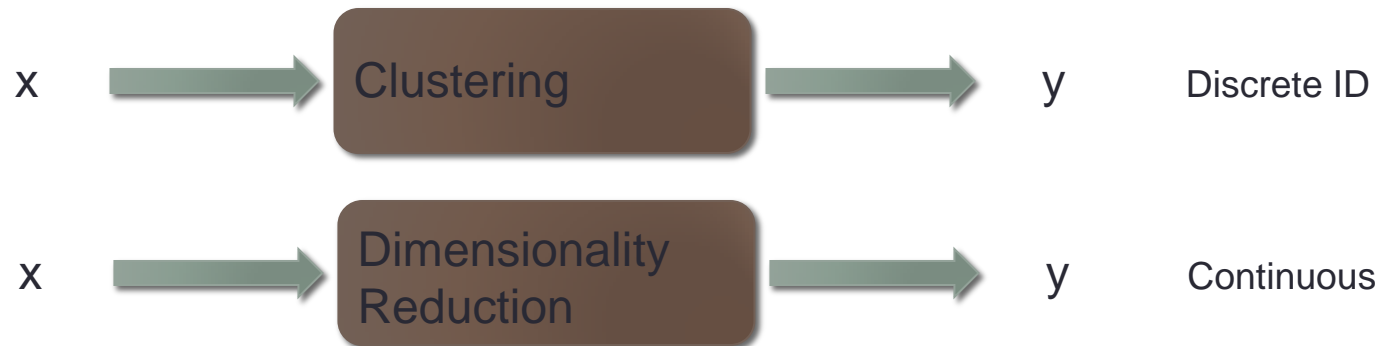 x Clustering y Discrete ID
x Dimensionality
Reduction y Continuous